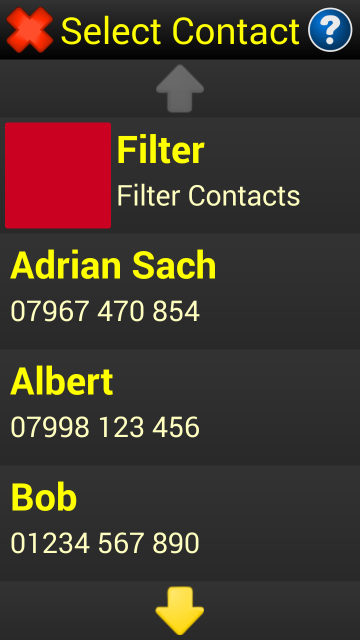 Select Contact
?
Filter
Filter Contacts
Adrian Sach
07967 470 854
Albert
07998 123 456
Bob
01234 567 890